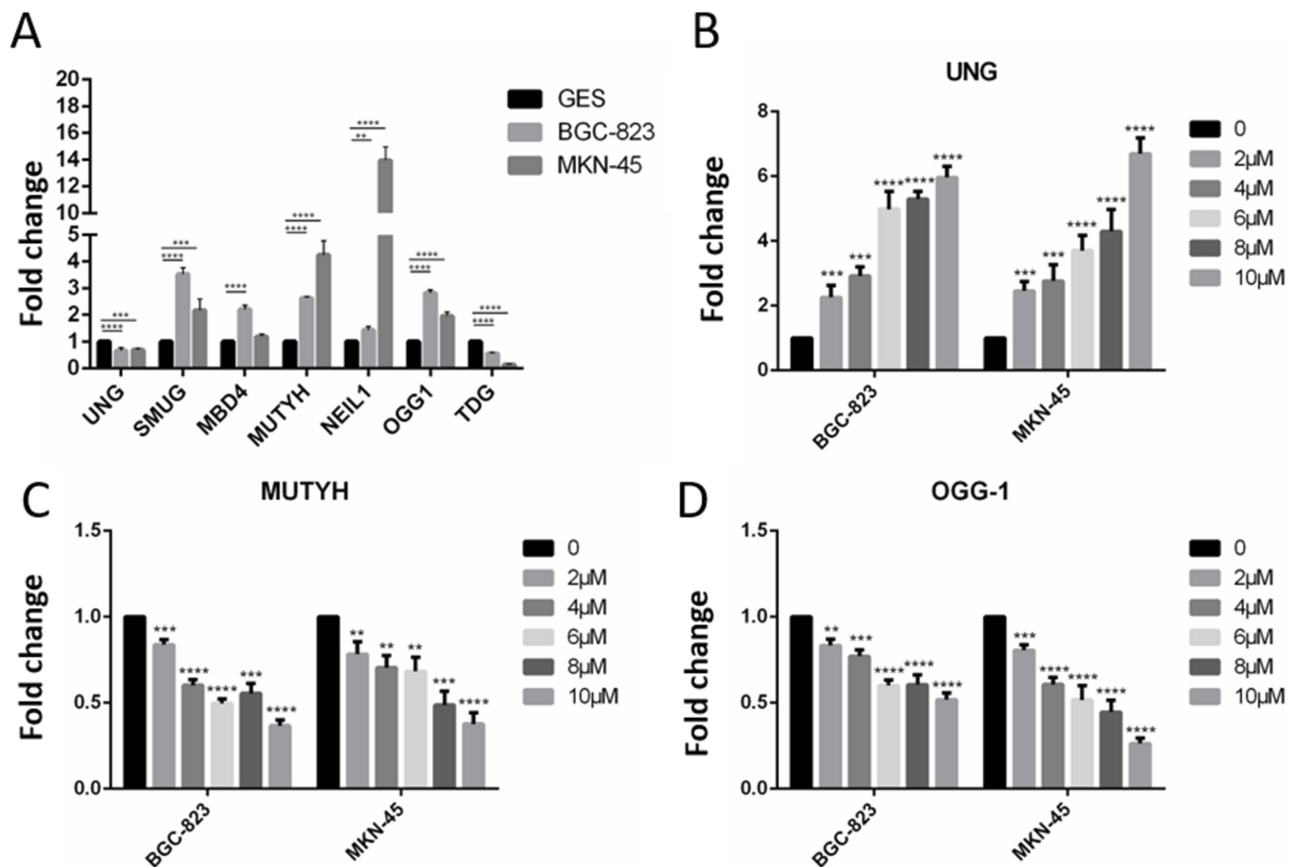 A
Fold change
20
18
16
14
12
10
5
4
3
2
1
0
*** **** *** **** **** **** **** **** ** **** **** **** ****
UNG SMUG MBD4 MUTYH NEIL1 OGG1 TDG
GES
BGC-823
MKN-45
B
UNG
Fold change
8
6
4
2
0
*** *** **** **** **** *** *** **** **** ****
BGC-823 MKN-45
0
2µM
4µM
6µM
8µM
10µM
C
MUTYH
Fold change
1.5
1.0
0.5
0.0
*** **** **** *** **** ** ** ** *** ****
BGC-823 MKN-45
0
2µM
4µM
6µM
8µM
10µM
D
OGG-1
Fold change
1.5
1.0
0.5
0.0
** *** **** **** **** *** **** **** **** ****
BGC-823 MKN-45
0
2µM
4µM
6µM
8µM
10µM